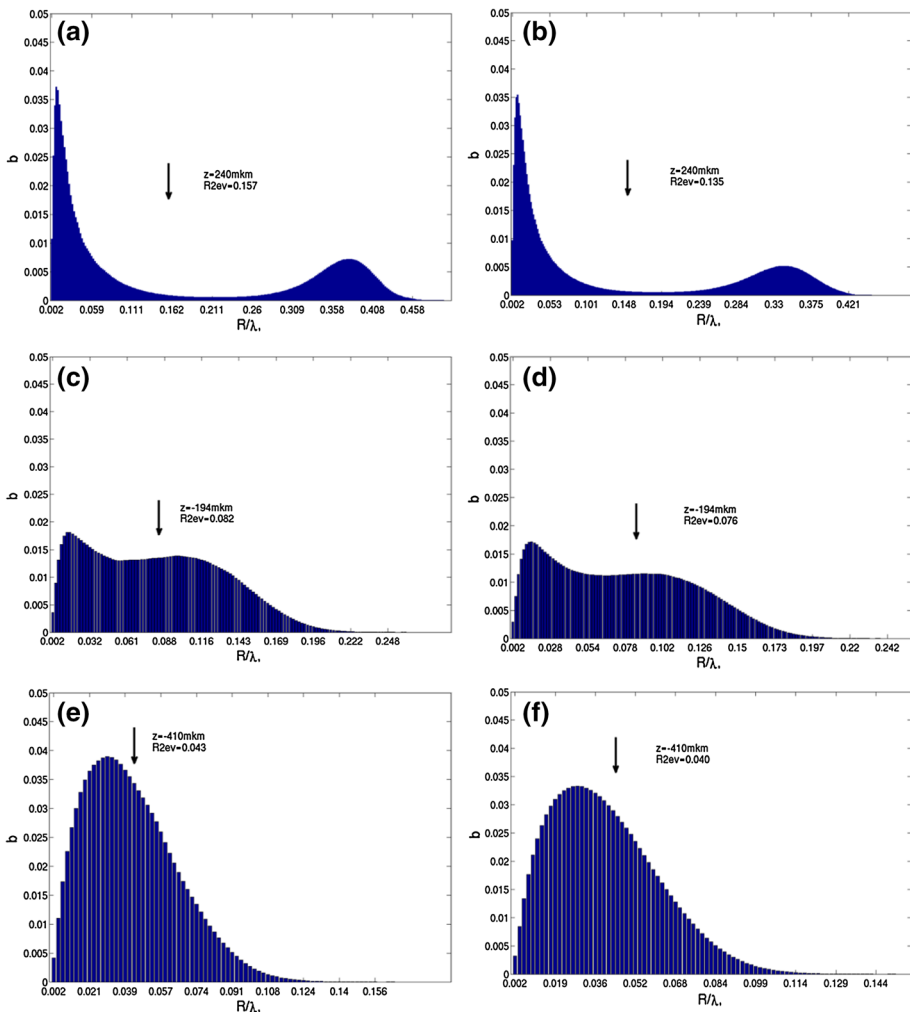 (a)
0.05
0.045
0.04
0.035
0.03
0.025
0.02
0.015
0.01
0.005
0
b
z=240mkm
R2ev=0.157
0.002 0.059 0.111 0.162 0.211 0.26 0.309 0.359 0.408 0.458
R/λ,
(b)
0.05
0.045
0.04
0.035
0.03
0.025
0.02
0.015
0.01
0.005
0
b
z=240mkm
R2ev=0.135
0.002 0.053 0.101 0.148 0.194 0.239 0.284 0.33 0.375 0.421
R/λ,
(c)
0.05
0.045
0.04
0.035
0.03
0.025
0.02
0.015
0.01
0.005
0
b
z=-194mkm
R2ev=0.082
0.002 0.032 0.061 0.088 0.116 0.143 0.169 0.196 0.222 0.248
R/λ,
(d)
0.05
0.045
0.04
0.035
0.03
0.025
0.02
0.015
0.01
0.005
0
b
z=-194mkm
R2ev=0.076
0.002 0.028 0.054 0.078 0.102 0.126 0.15 0.173 0.197 0.22 0.242
R/λ,
(e)
0.05
0.045
0.04
0.035
0.03
0.025
0.02
0.015
0.01
0.005
0
b
z=-410mkm
R2ev=0.043
0.002 0.021 0.039 0.057 0.074 0.091 0.108 0.124 0.14 0.156
R/λ,
(f)
0.05
0.045
0.04
0.035
0.03
0.025
0.02
0.015
0.01
0.005
0
b
z=-410mkm
R2ev=0.040
0.002 0.019 0.036 0.052 0.068 0.084 0.099 0.114 0.129 0.144
R/λ,